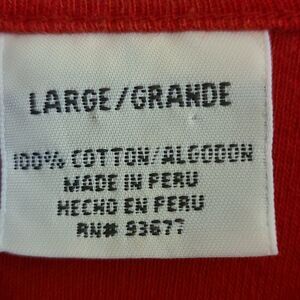 LARGE/GRANDE
100% COTTON/ALGODON
MADE IN PERU
HECHO EN PERU
RN# 93677